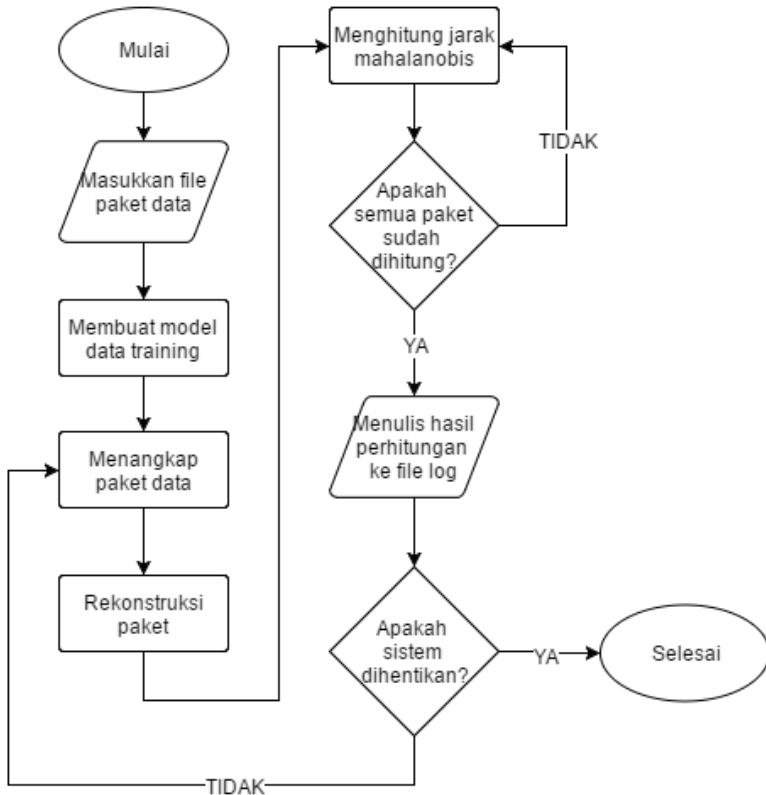 Mulai
Masukkan file
paket data
Membuat model
data training
Menangkap
paket data
Rekonstruksi
paket
Menghitung jarak
mahalanobis
TIDAK
Apakah
semua paket
sudah
dihitung?
YA
Menulis hasil
perhitungan
ke file log
Apakah
sistem
dihentikan?
YA
Selesai
TIDAK